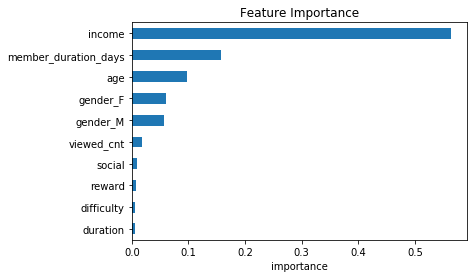 Feature Importance
income
member_duration_days
age
gender_F
gender_M
viewed_cnt
social
reward
difficulty
duration
0.0 0.1 0.2 0.3 0.4 0.5
importance